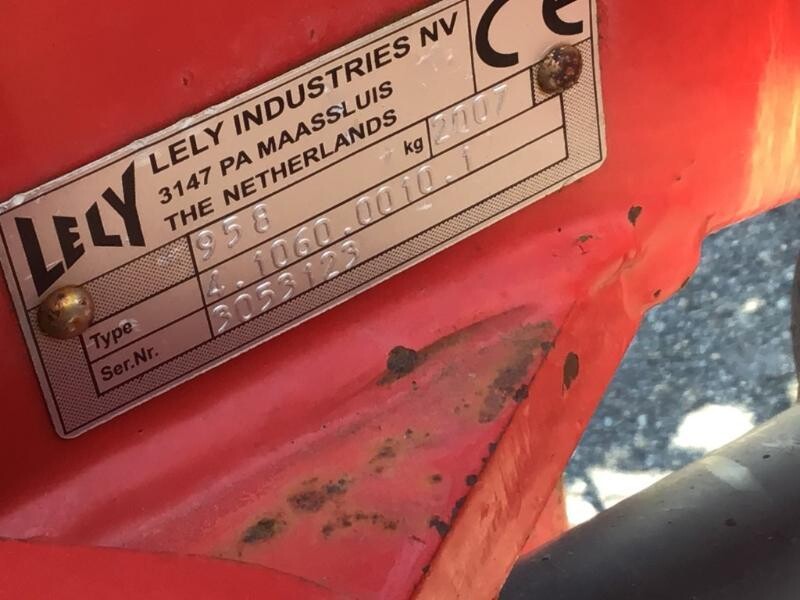 LELY
LELY INDUSTRIES NV
3147 PA MAASSLUIS
THE NETHERLANDS
CE
958 kg 2007
Type 4.1060.0010.1
Ser.Nr. 3053123